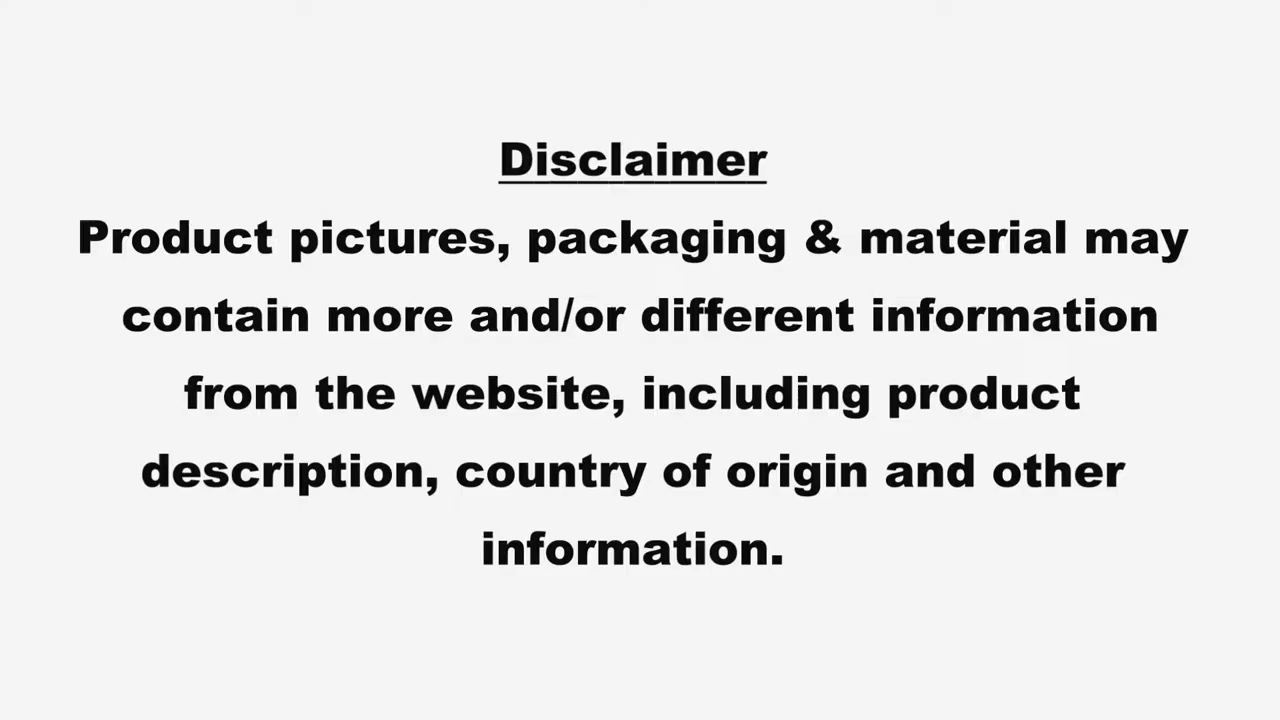 Disclaimer
Product pictures, packaging & material may
contain more and/or different information
from the website, including product
description, country of origin and other
information.